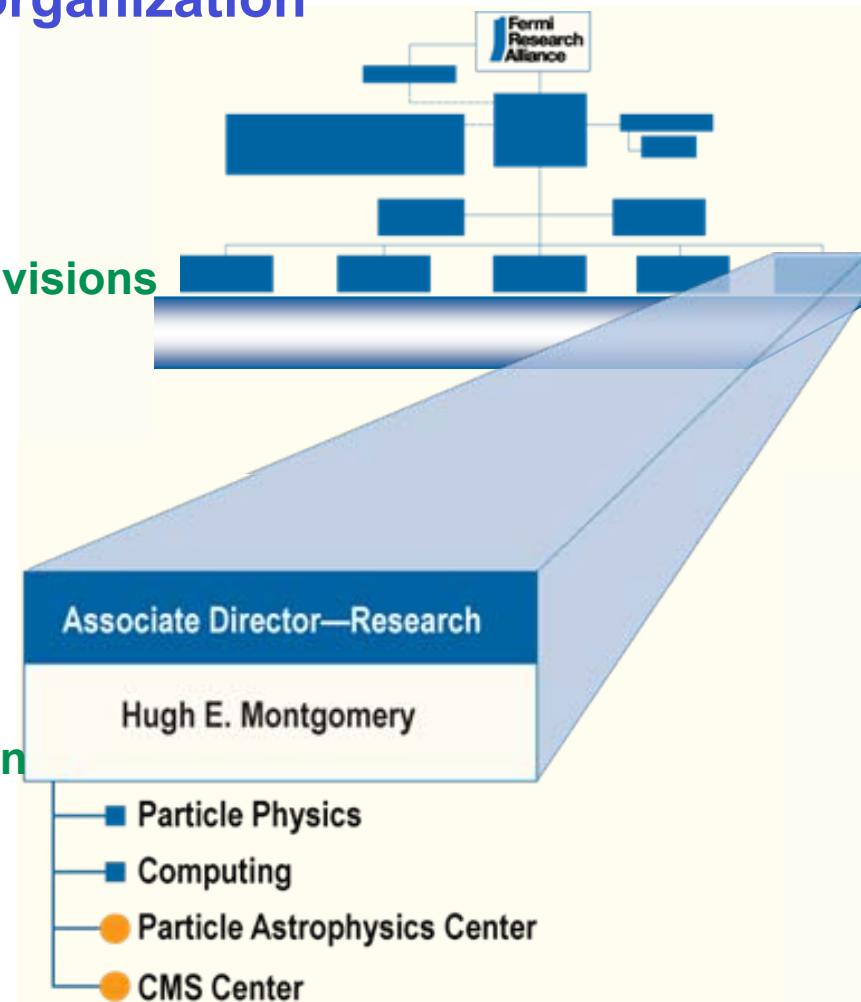 organization
Fermi
Research
Alliance
visions
Associate Director—Research
Hugh E. Montgomery
n
Particle Physics
Computing
Particle Astrophysics Center
CMS Center